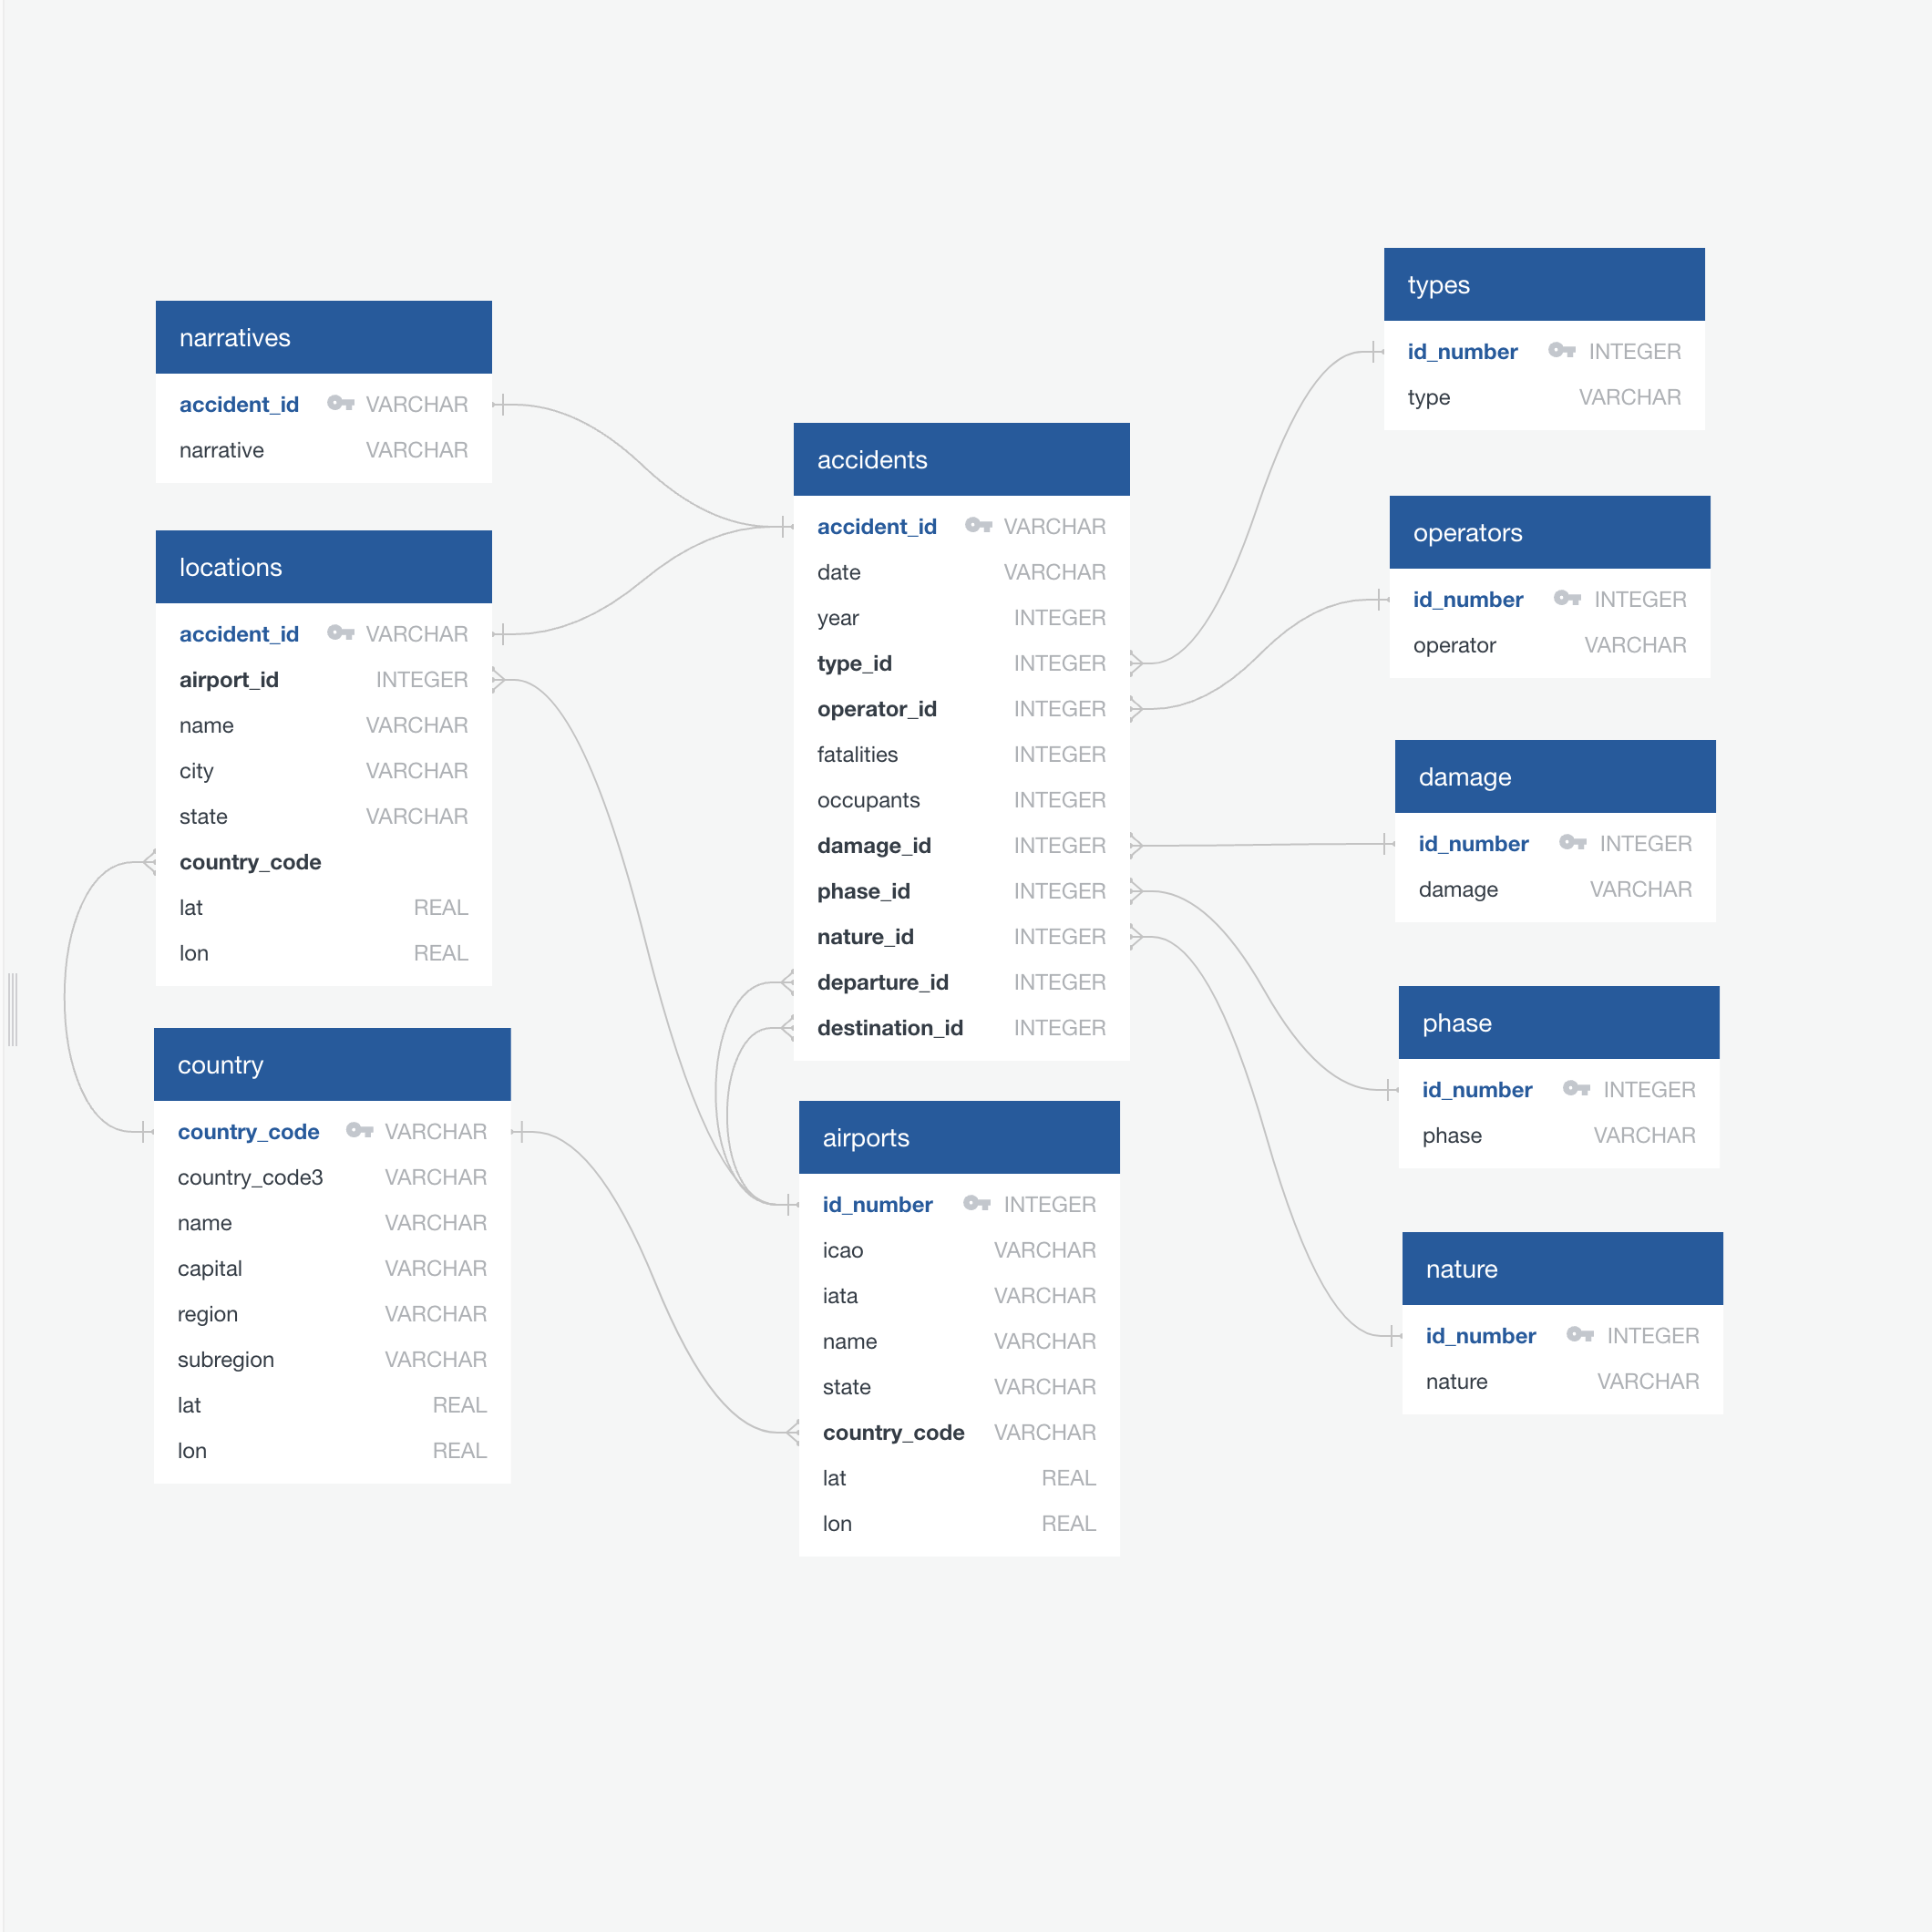 narratives
accident_id VARCHAR
narrative VARCHAR
locations
accident_id VARCHAR
airport_id INTEGER
name VARCHAR
city VARCHAR
state VARCHAR
country_code
lat REAL
lon REAL
country
country_code VARCHAR
country_code3 VARCHAR
name VARCHAR
capital VARCHAR
region VARCHAR
subregion VARCHAR
lat REAL
lon REAL
accidents
accident_id VARCHAR
date VARCHAR
year INTEGER
type_id INTEGER
operator_id INTEGER
fatalities INTEGER
occupants INTEGER
damage_id INTEGER
phase_id INTEGER
nature_id INTEGER
departure_id INTEGER
destination_id INTEGER
airports
id_number INTEGER
icao VARCHAR
iata VARCHAR
name VARCHAR
state VARCHAR
country_code VARCHAR
lat REAL
lon REAL
types
id_number INTEGER
type VARCHAR
operators
id_number INTEGER
operator VARCHAR
damage
id_number INTEGER
damage VARCHAR
phase
id_number INTEGER
phase VARCHAR
nature
id_number INTEGER
nature VARCHAR